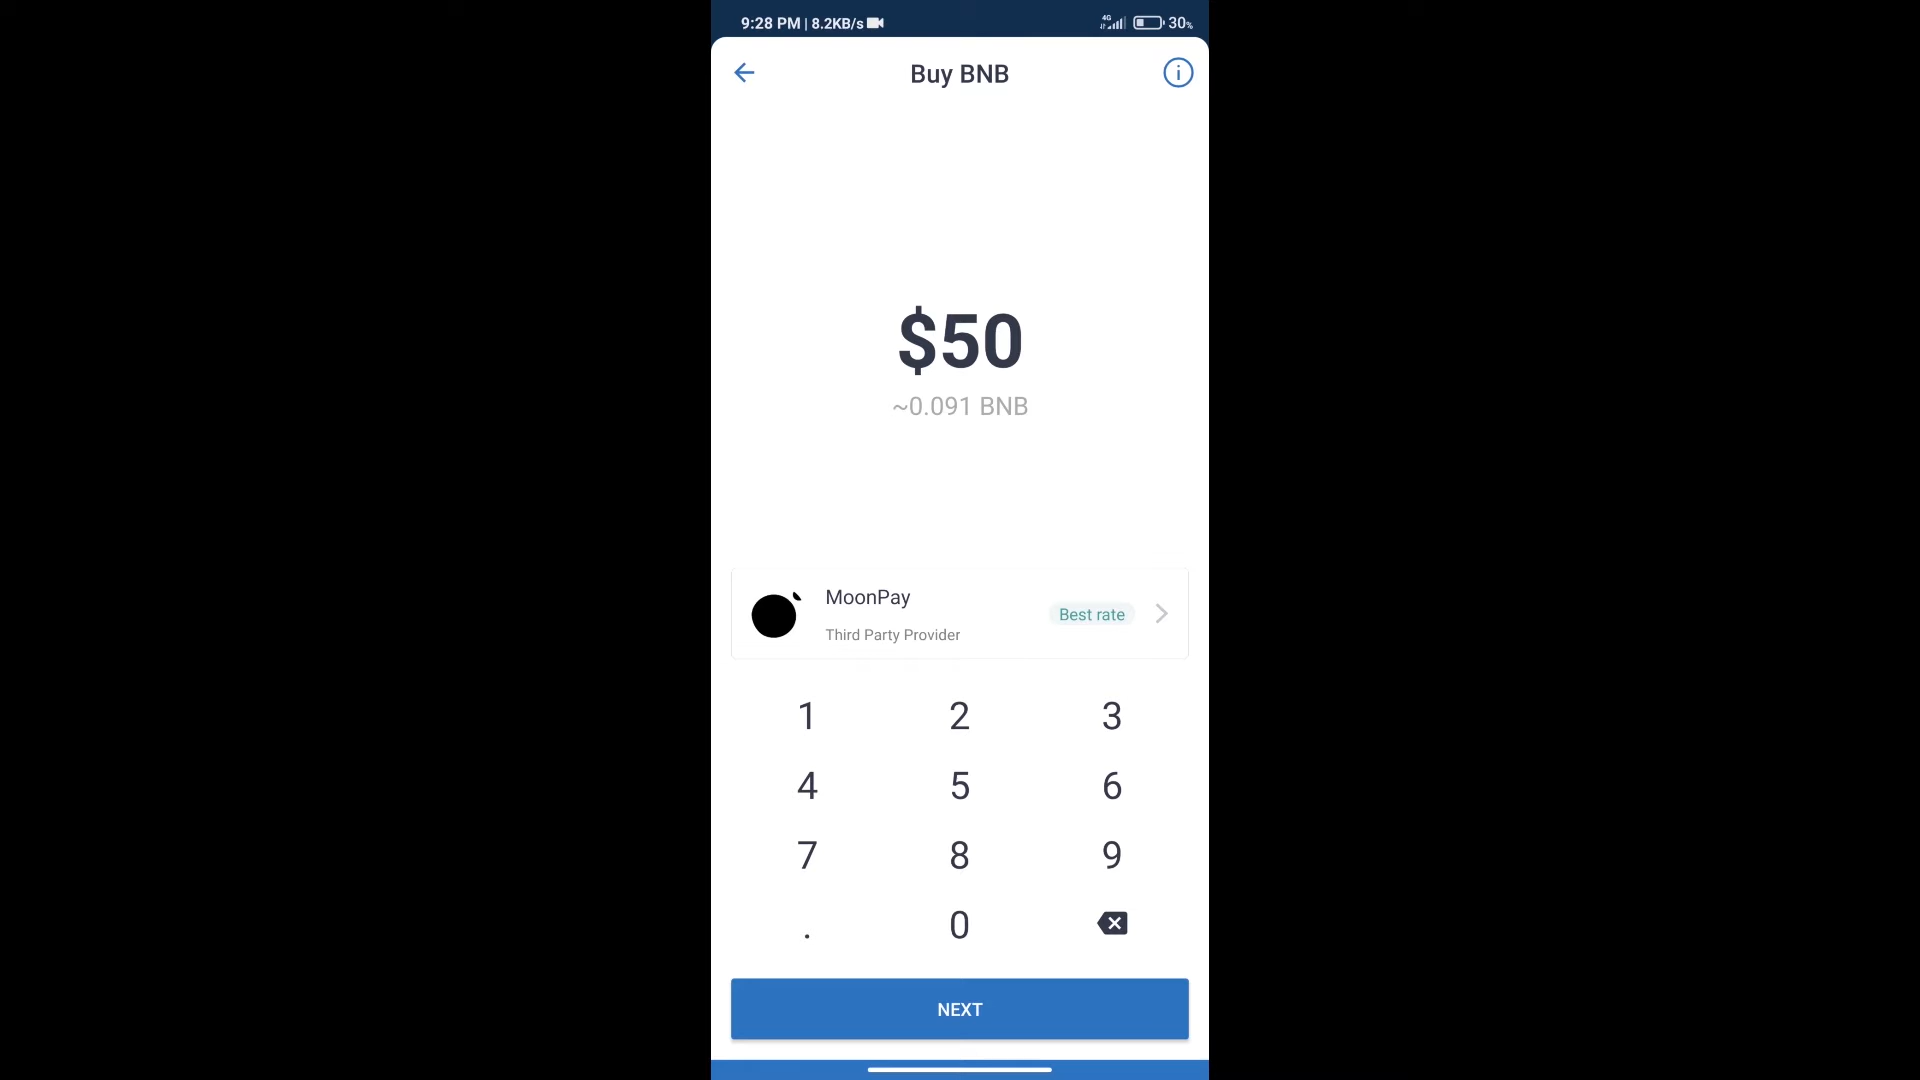 9:28 PM | 8.2KB/s
4G
30%
Buy BNB
$50
~0.091 BNB
MoonPay
Third Party Provider
Best rate
1 2 3
4 5 6
7 8 9
. 0
NEXT